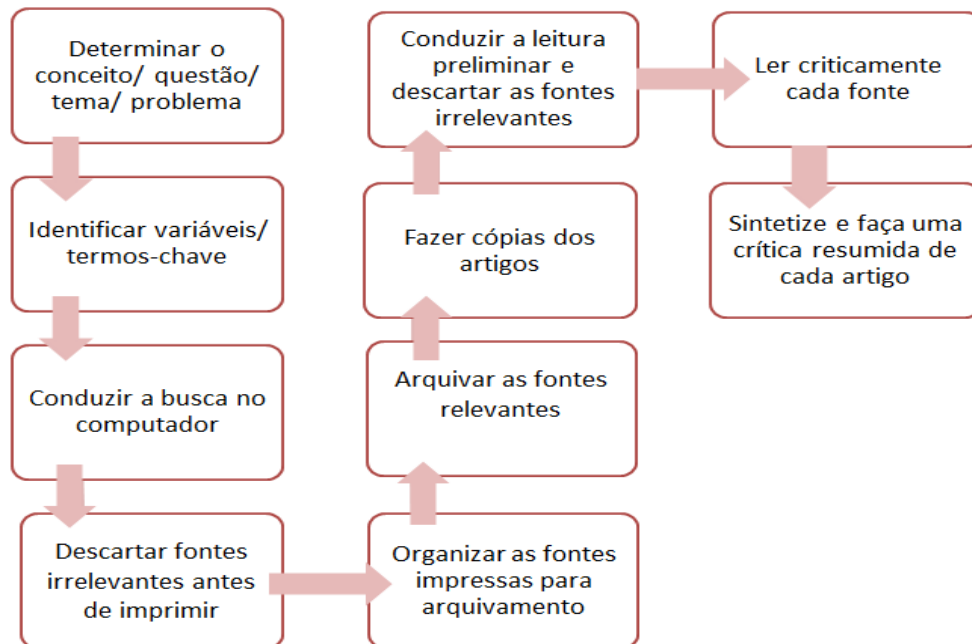 Determinar o
conceito/ questão/
tema/ problema
Identificar variáveis/
termos-chave
Conduzir a busca no
computador
Descartar fontes
irrelevantes antes
de imprimir
Organizar as fontes
impressas para
arquivamento
Arquivar as fontes
relevantes
Fazer cópias dos
artigos
Conduzir a leitura
preliminar e
descartar as fontes
irrelevantes
Ler criticamente
cada fonte
Sintetize e faça uma
crítica resumida de
cada artigo